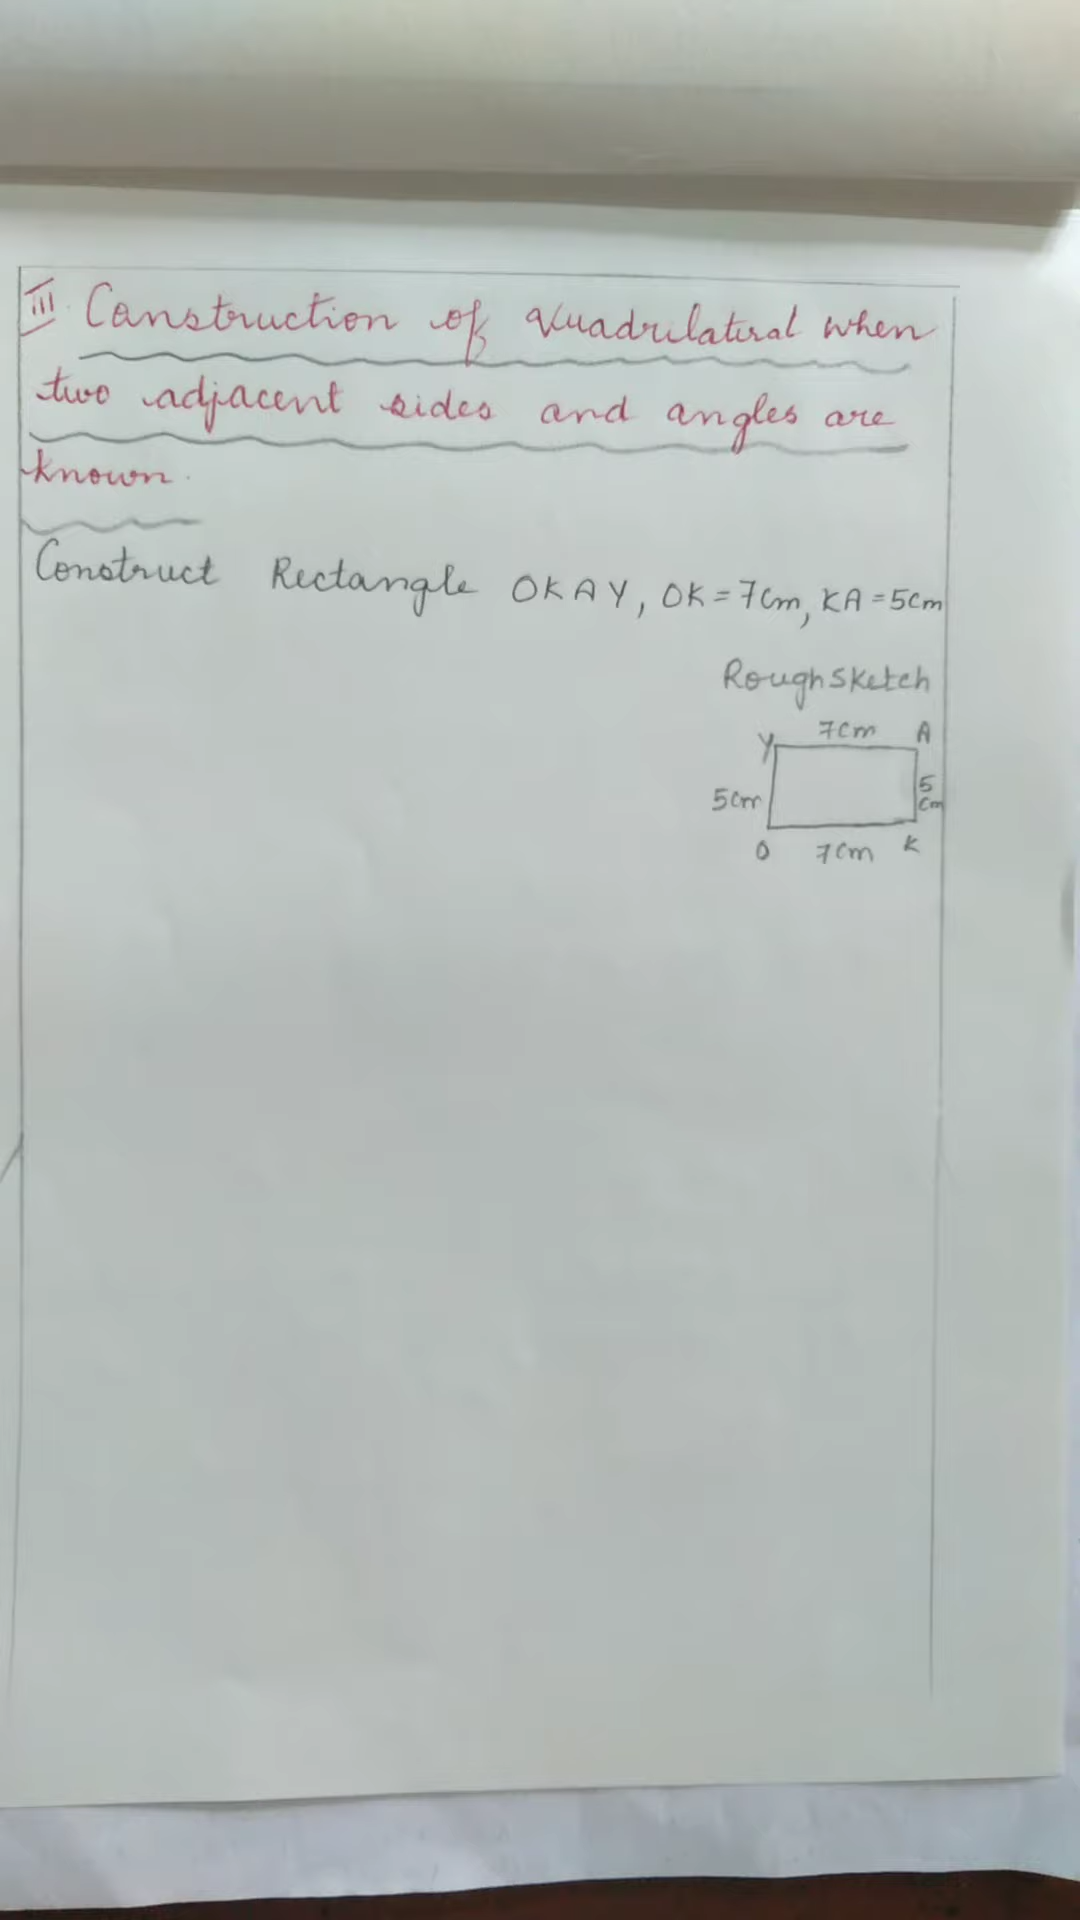 III. Construction of Quadrilateral when
two adjacent sides and angles are
known.
Construct Rectangle OKAY, OK = 7cm, KA = 5cm
Rough Sketch
7cm A
Y
5cm
5
cm
O 7cm K